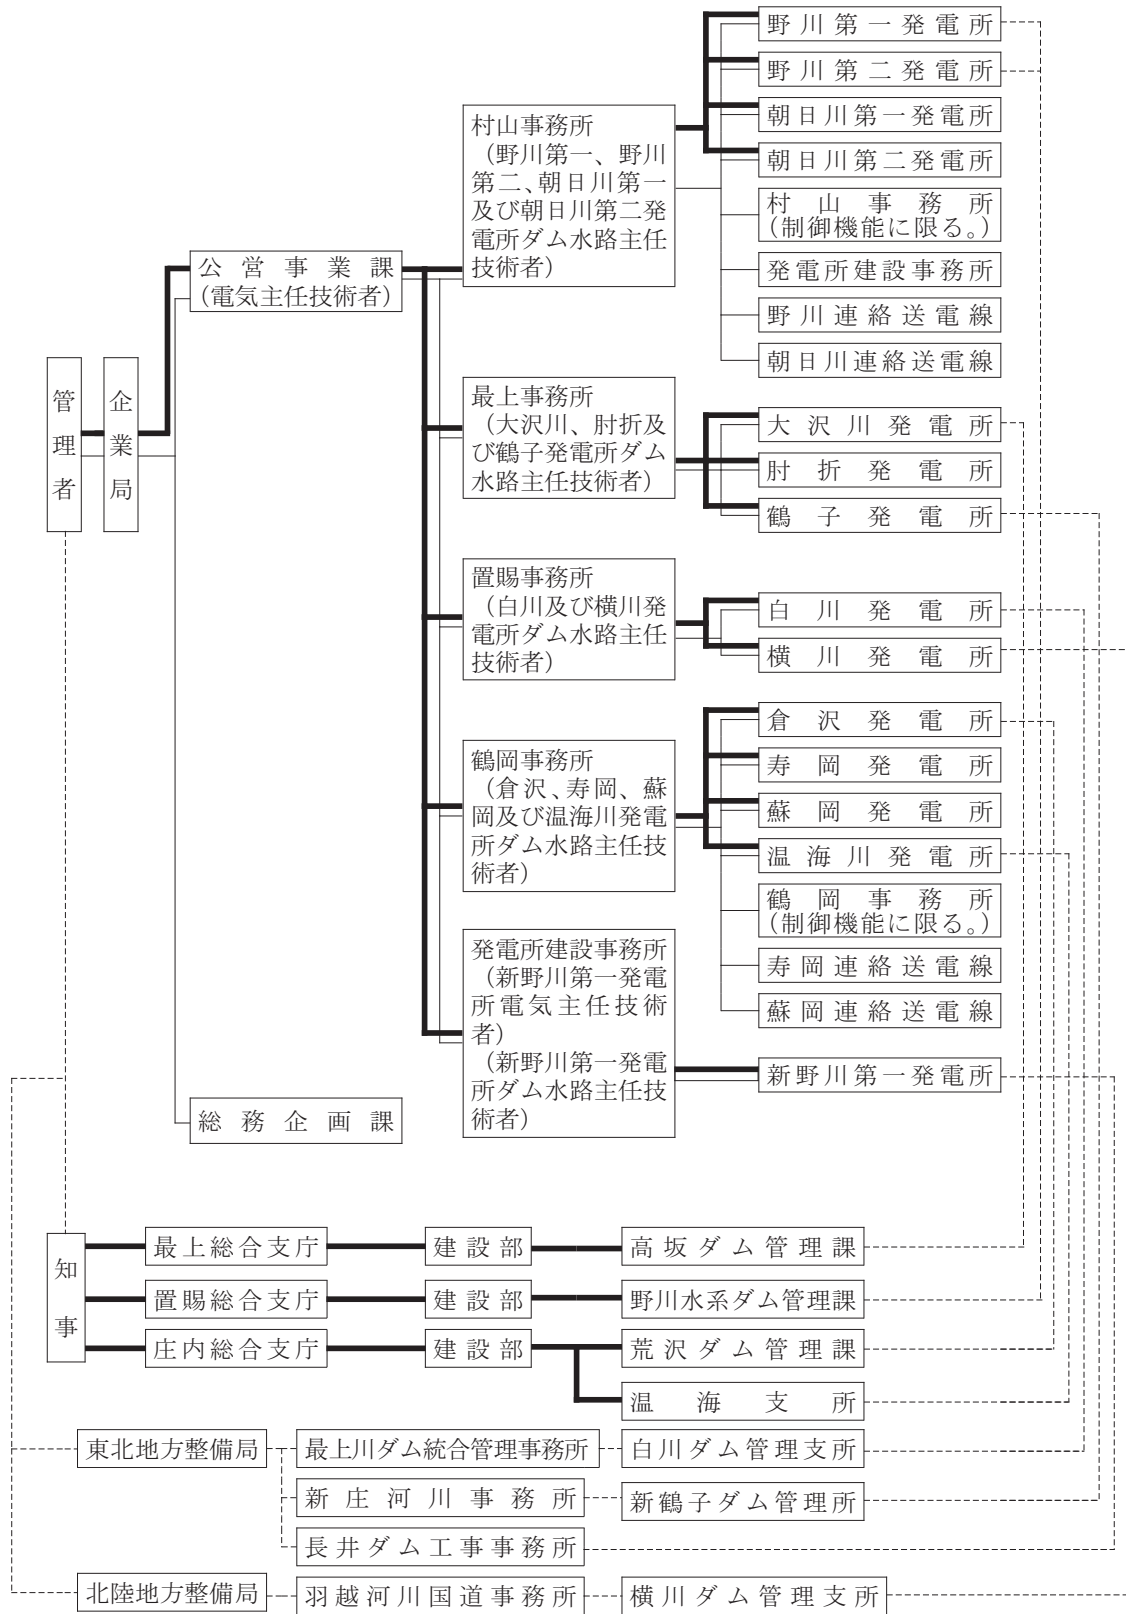 管理者
企業局
公営事業課
(電気主任技術者)
総務企画課
村山事務所
(野川第一、野川
第二、朝日川第一
及び朝日川第二発
電所ダム水路主任
技術者)
野川第一発電所
野川第二発電所
朝日川第一発電所
朝日川第二発電所
村山事務所
(制御機能に限る。)
発電所建設事務所
野川連絡送電線
朝日川連絡送電線
最上事務所
(大沢川、肘折及
び鶴子発電所ダム
水路主任技術者)
大沢川発電所
肘折発電所
鶴子発電所
置賜事務所
(白川及び横川発
電所ダム水路主任
技術者)
白川発電所
横川発電所
鶴岡事務所
(倉沢、寿岡、蘇
岡及び温海川発電
所ダム水路主任技
術者)
倉沢発電所
寿岡発電所
蘇岡発電所
温海川発電所
鶴岡事務所
(制御機能に限る。)
寿岡連絡送電線
蘇岡連絡送電線
発電所建設事務所
(新野川第一発電
所電気主任技術
者)
(新野川第一発電
所ダム水路主任技
術者)
新野川第一発電所
知事
最上総合支庁
建設部
高坂ダム管理課
置賜総合支庁
建設部
野川水系ダム管理課
庄内総合支庁
建設部
荒沢ダム管理課
温海支所
東北地方整備局
最上川ダム統合管理事務所
白川ダム管理支所
新庄河川事務所
新鶴子ダム管理所
長井ダム工事事務所
北陸地方整備局
羽越河川国道事務所
横川ダム管理支所